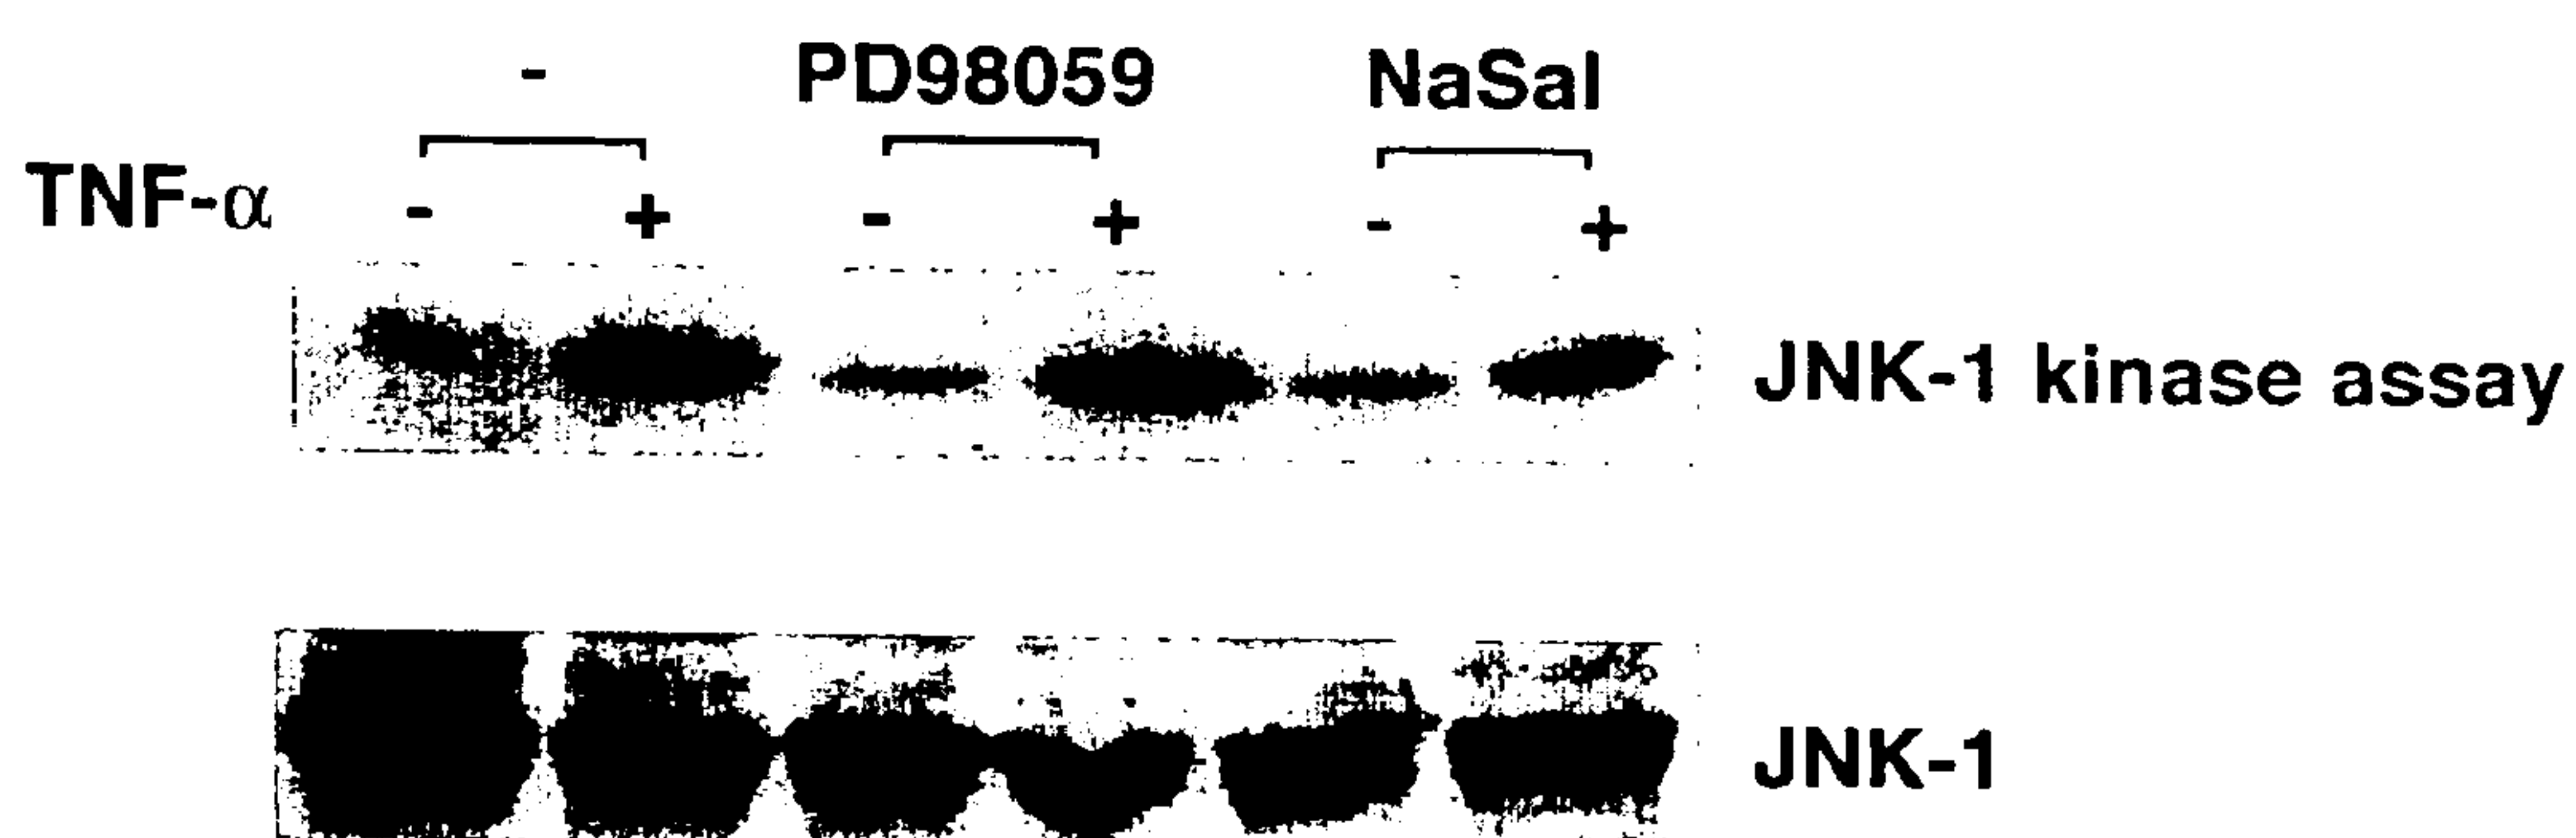 - PD98059 NaSal
TNF-α - + - + - +
JNK-1 kinase assay
JNK-1